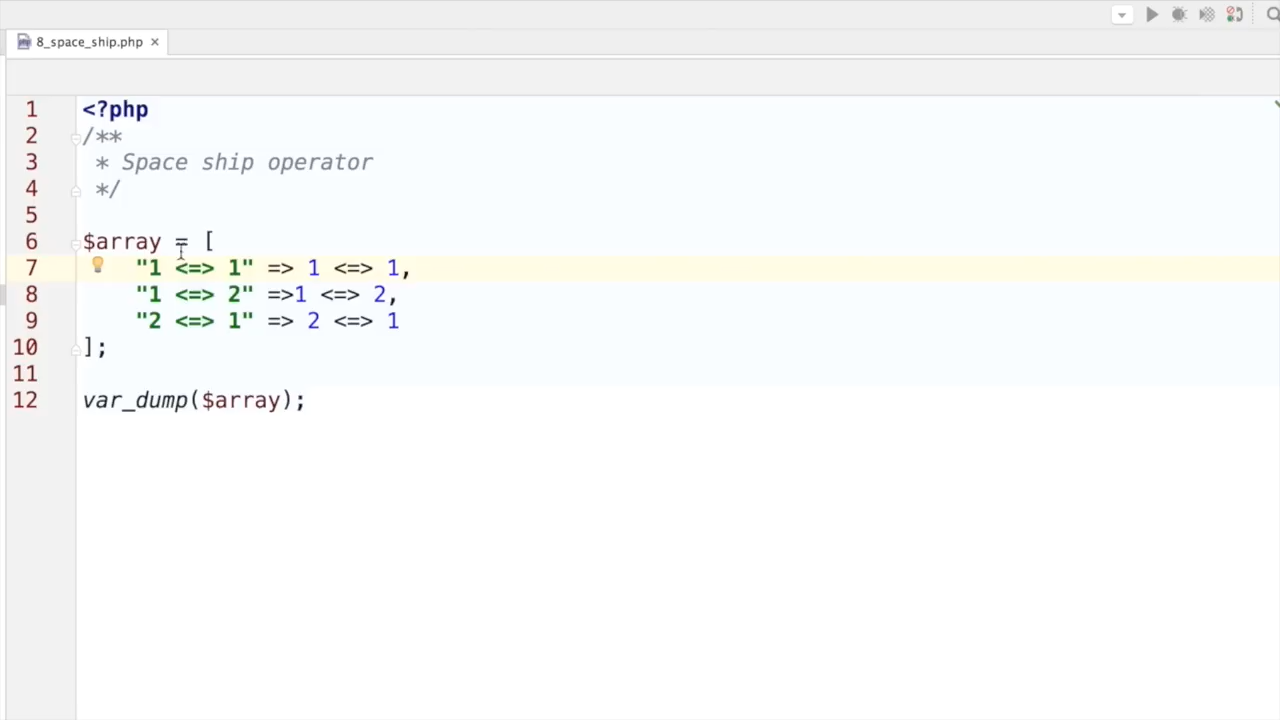 8_space_ship.php
1 <?php
2 /**
3 * Space ship operator
4 */
5
6 $array = [
7 "1 <=> 1" => 1 <=> 1,
8 "1 <=> 2" =>1 <=> 2,
9 "2 <=> 1" => 2 <=> 1
10 ];
11
12 var_dump($array);